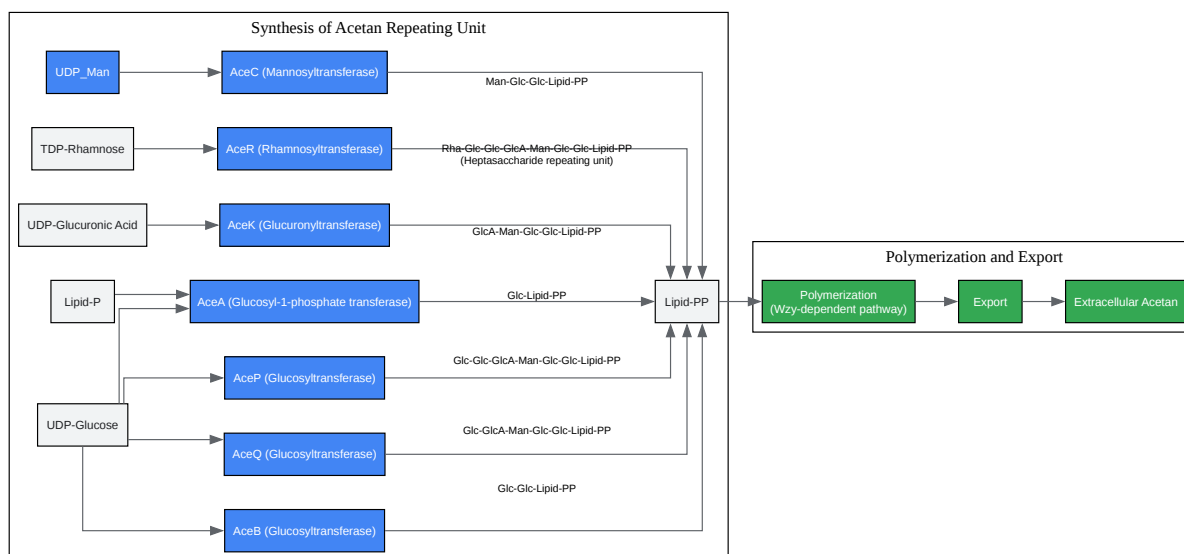 Synthesis of Acetan Repeating Unit
UDP_Man
AceC (Mannosyltransferase)
Man-Glc-Glc-Lipid-PP
TDP-Rhamnose
AceR (Rhamnosyltransferase)
Rha-Glc-Glc-GlcA-Man-Glc-Glc-Lipid-PP
(Heptasaccharide repeating unit)
UDP-Glucuronic Acid
AceK (Glucuronyltransferase)
GlcA-Man-Glc-Glc-Lipid-PP
Lipid-P
AceA (Glucosyl-1-phosphate transferase)
Glc-Lipid-PP
Lipid-PP
AceP (Glucosyltransferase)
Glc-Glc-GlcA-Man-Glc-Glc-Lipid-PP
UDP-Glucose
AceQ (Glucosyltransferase)
Glc-GlcA-Man-Glc-Glc-Lipid-PP
AceB (Glucosyltransferase)
Glc-Glc-Lipid-PP
Polymerization and Export
Polymerization
(Wzy-dependent pathway)
Export
Extracellular Acetan